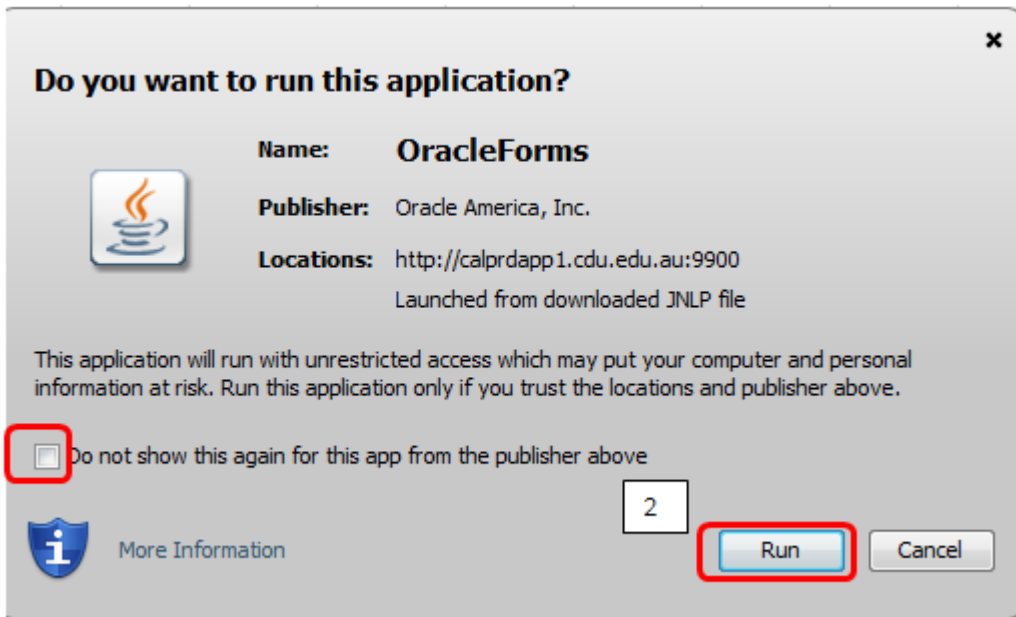 Do you want to run this application?
Name: OracleForms
Publisher: Oracle America, Inc.
Locations: http://calprdapp1.cdu.edu.au:9900
Launched from downloaded JNLP file
This application will run with unrestricted access which may put your computer and personal
information at risk. Run this application only if you trust the locations and publisher above.
Do not show this again for this app from the publisher above
2
More Information
Run
Cancel